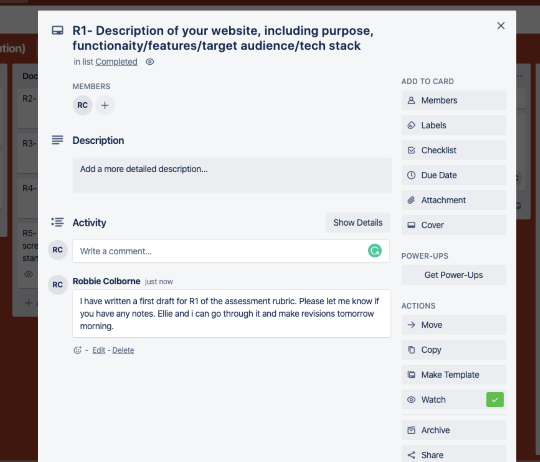 R1- Description of your website, including purpose,
functionaity/features/target audience/tech stack
in list Completed
ution)
Doc
R2-
R3-
R4-
R5-
scre
stan
MEMBERS
RC
Description
Add a more detailed description...
Activity
Show Details
RC
Write a comment...
RC
Robbie Colborne just now
I have written a first draft for R1 of the assessment rubric. Please let me know if
you have any notes. Ellie and i can go through it and make revisions tomorrow
morning.
- Edit - Delete
ADD TO CARD
Members
Labels
Checklist
Due Date
Attachment
Cover
POWER-UPS
Get Power-Ups
ACTIONS
Move
Copy
Make Template
Watch
Archive
Share